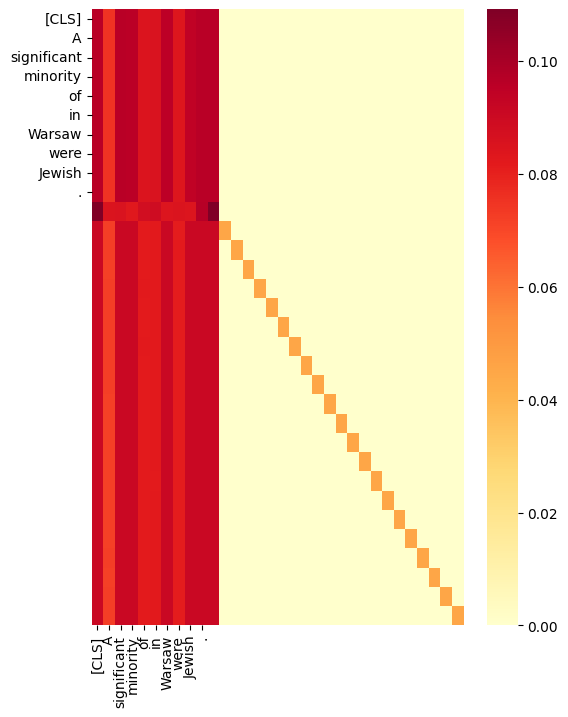 [CLS]
A
significant
minority
of
in
Warsaw
were
Jewish
.
0.10
0.08
0.06
0.04
0.02
0.00
[CLS]
A
significant
minority
of
in
Warsaw
were
Jewish
.